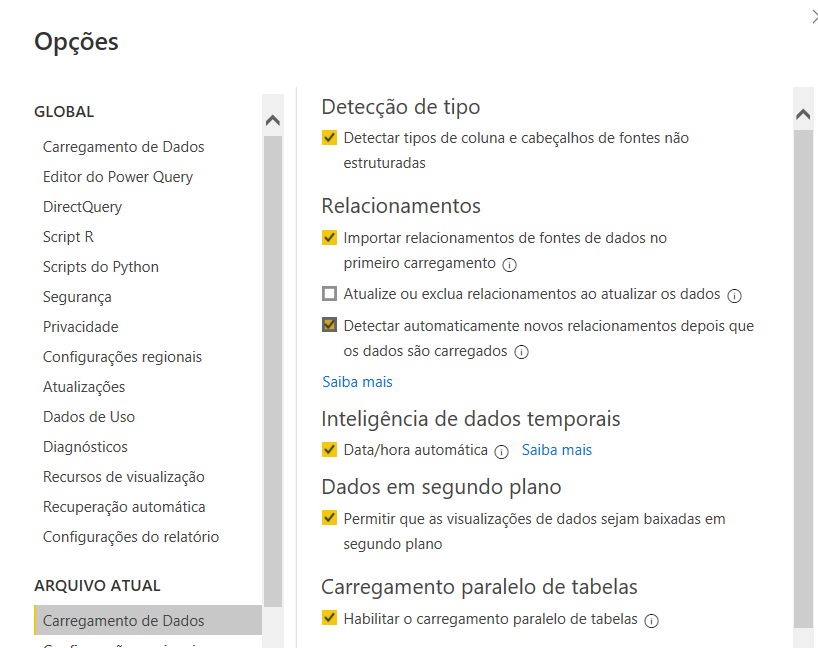 Opções
GLOBAL
Carregamento de Dados
Editor do Power Query
DirectQuery
Script R
Scripts do Python
Segurança
Privacidade
Configurações regionais
Atualizações
Dados de Uso
Diagnósticos
Recursos de visualização
Recuperação automática
Configurações do relatório
ARQUIVO ATUAL
Carregamento de Dados
Detecção de tipo
Detectar tipos de coluna e cabeçalhos de fontes não
estruturadas
Relacionamentos
Importar relacionamentos de fontes de dados no
primeiro carregamento
Atualize ou exclua relacionamentos ao atualizar os dados
Detectar automaticamente novos relacionamentos depois que
os dados são carregados
Saiba mais
Inteligência de dados temporais
Data/hora automática Saiba mais
Dados em segundo plano
Permitir que as visualizações de dados sejam baixadas em
segundo plano
Carregamento paralelo de tabelas
Habilitar o carregamento paralelo de tabelas